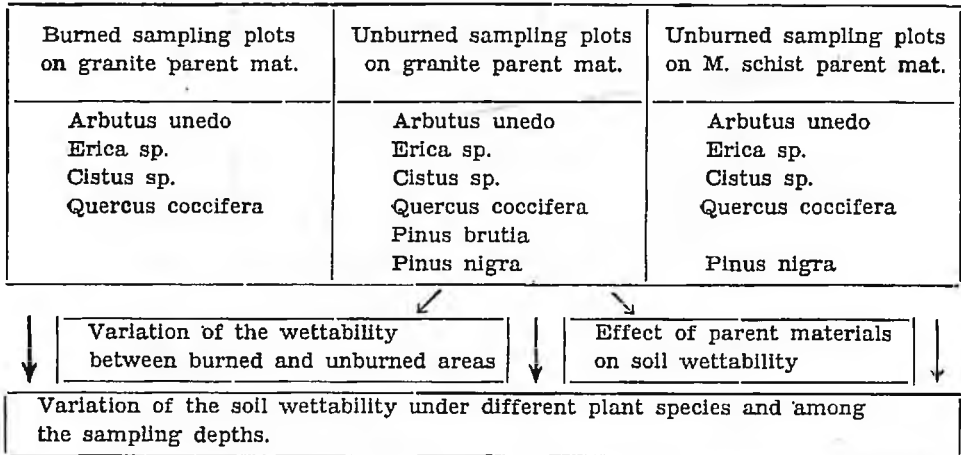 Burned sampling plots
on granite parent mat.
Unburned sampling plots
on granite parent mat.
Unburned sampling plots
on M. schist parent mat.
Arbutus unedo
Erica sp.
Cistus sp.
Quercus coccifera
Arbutus unedo
Erica sp.
Cistus sp.
Quercus coccifera
Pinus brutia
Pinus nigra
Arbutus unedo
Erica sp.
Cistus sp.
Quercus coccifera
Pinus nigra
Variation of the wettability
between burned and unburned areas
Effect of parent materials
on soil wettability
Variation of the soil wettability under different plant species and among
the sampling depths.